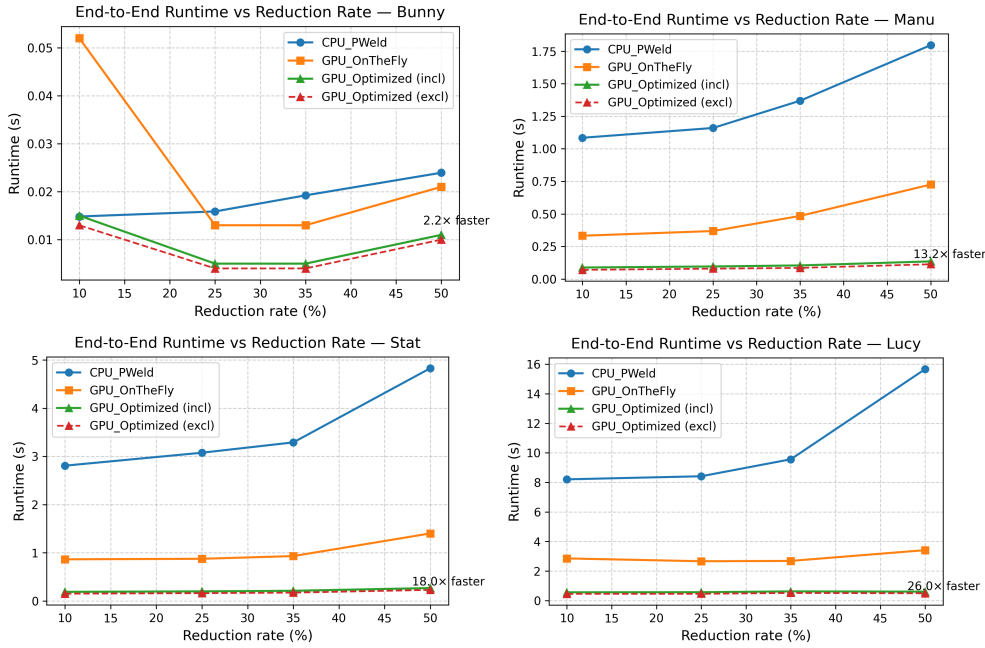 End-to-End Runtime vs Reduction Rate — Bunny
Runtime (s)
0.05
0.04
0.03
0.02
0.01
CPU_PWeld
GPU_OnTheFly
GPU_Optimized (incl)
GPU_Optimized (excl)
2.2× faster
10 15 20 25 30 35 40 45 50
Reduction rate (%)
End-to-End Runtime vs Reduction Rate — Manu
Runtime (s)
1.75
1.50
1.25
1.00
0.75
0.50
0.25
0.00
CPU_PWeld
GPU_OnTheFly
GPU_Optimized (incl)
GPU_Optimized (excl)
13.2× faster
10 15 20 25 30 35 40 45 50
Reduction rate (%)
End-to-End Runtime vs Reduction Rate — Stat
Runtime (s)
5
4
3
2
1
0
CPU_PWeld
GPU_OnTheFly
GPU_Optimized (incl)
GPU_Optimized (excl)
18.0× faster
10 15 20 25 30 35 40 45 50
Reduction rate (%)
End-to-End Runtime vs Reduction Rate — Lucy
Runtime (s)
16
14
12
10
8
6
4
2
0
CPU_PWeld
GPU_OnTheFly
GPU_Optimized (incl)
GPU_Optimized (excl)
26.0× faster
10 15 20 25 30 35 40 45 50
Reduction rate (%)